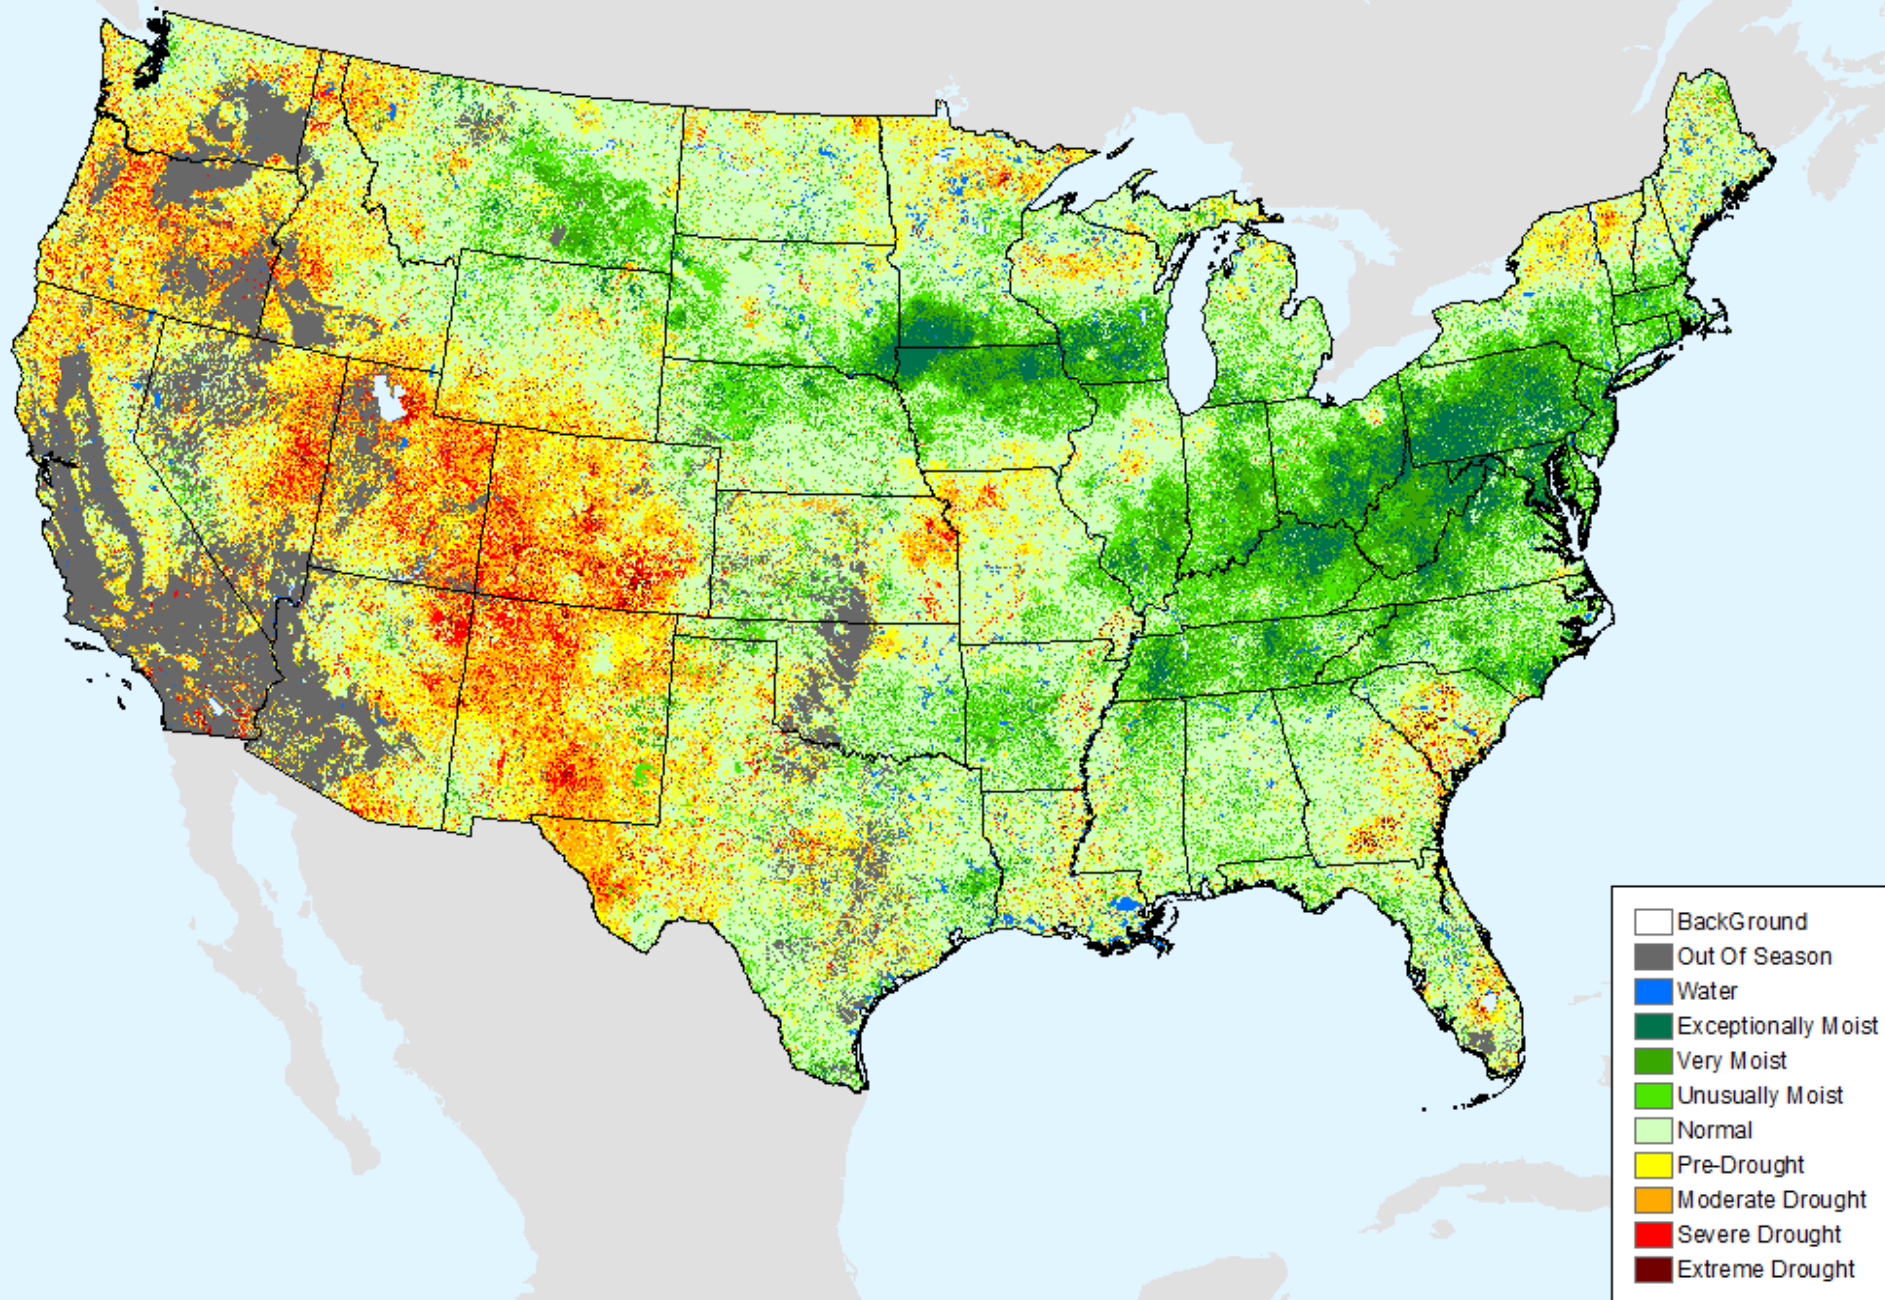 BackGround
Out Of Season
Water
Exceptionally Moist
Very Moist
Unusually Moist
Normal
Pre-Drought
Moderate Drought
Severe Drought
Extreme Drought